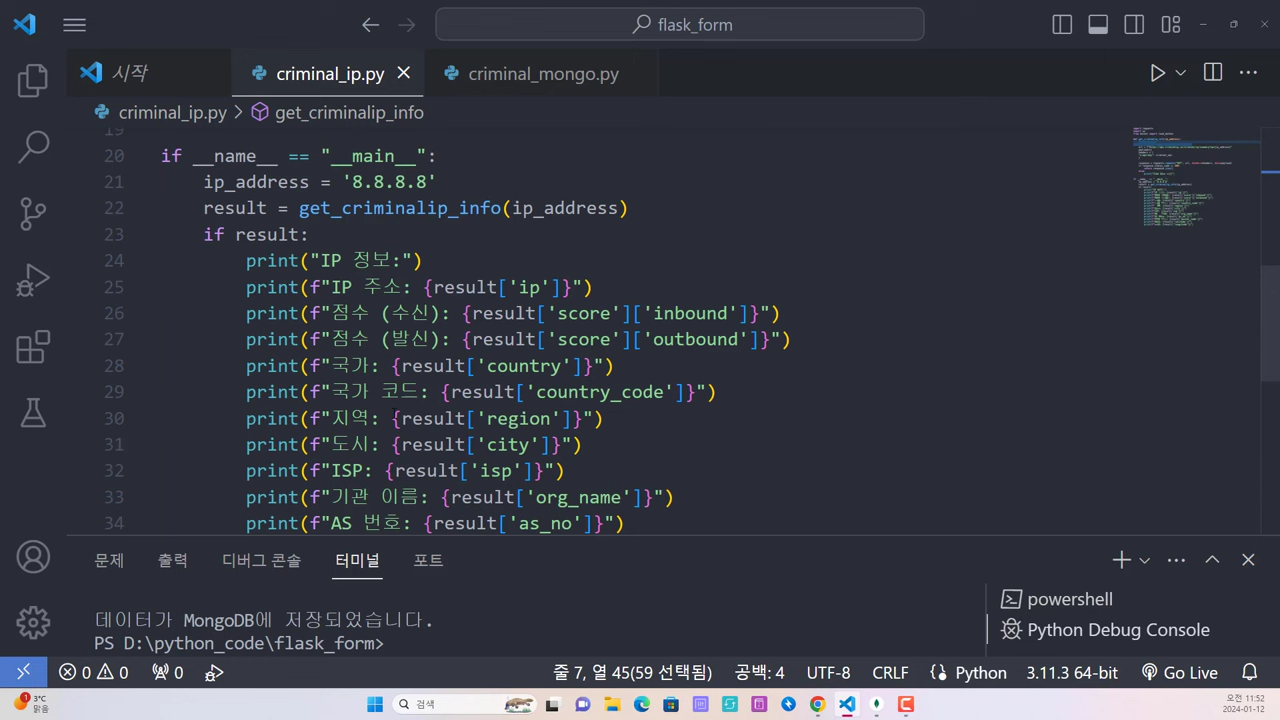 flask_form
시작
criminal_ip.py
criminal_mongo.py
criminal_ip.py > get_criminalip_info
19
20 if __name__ == "__main__":
21 ip_address = '8.8.8.8'
22 result = get_criminalip_info(ip_address)
23 if result:
24 print("IP 정보:")
25 print(f"IP 주소: {result['ip']}")
26 print(f"점수 (수신): {result['score']['inbound']}")
27 print(f"점수 (발신): {result['score']['outbound']}")
28 print(f"국가: {result['country']}")
29 print(f"국가 코드: {result['country_code']}")
30 print(f"지역: {result['region']}")
31 print(f"도시: {result['city']}")
32 print(f"ISP: {result['isp']}")
33 print(f"기관 이름: {result['org_name']}")
34 print(f"AS 번호: {result['as_no']}")
문제 출력 디버그 콘솔 터미널 포트
데이터가 MongoDB에 저장되었습니다.
PS D:\python_code\flask_form>
powershell
Python Debug Console
0 0 0 줄 7, 열 45(59 선택됨) 공백: 4 UTF-8 CRLF Python 3.11.3 64-bit Go Live
1
3°C
맑음
검색
오전 11:52
2024-01-12